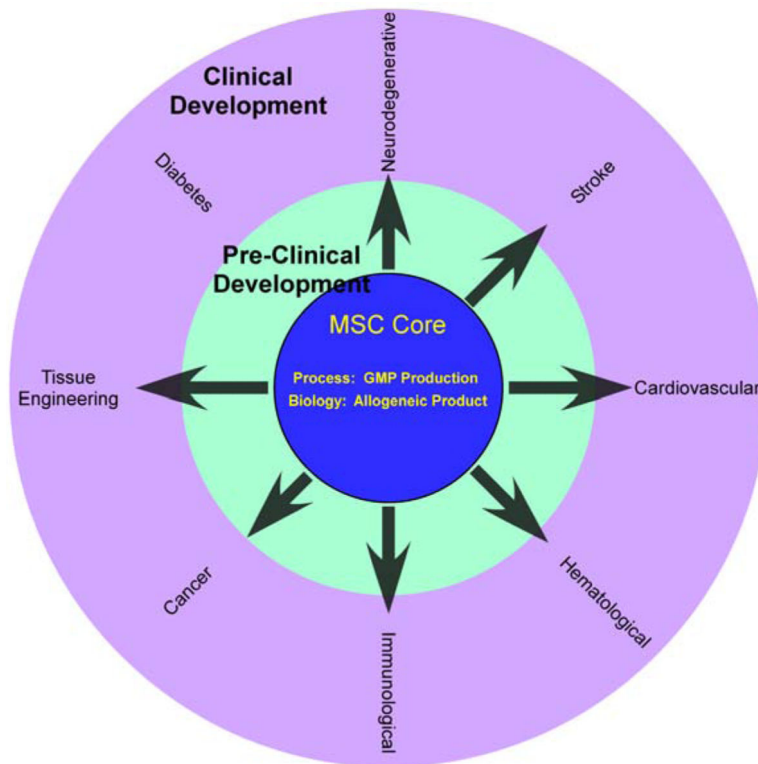 Clinical
Development
Neurodegenerative
Diabetes
Stroke
Pre-Clinical
Development
MSC Core
Process: GMP Production
Biology: Allogeneic Product
Tissue
Engineering
Cardiovascular
Cancer
Hematological
Immunological